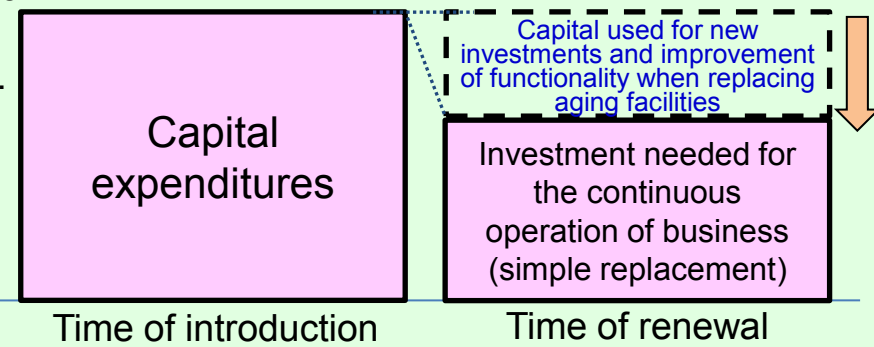 Capital
expenditures
Capital used for new
investments and improvement
of functionality when replacing
aging facilities
Investment needed for
the continuous
operation of business
(simple replacement)
Time of introduction
Time of renewal